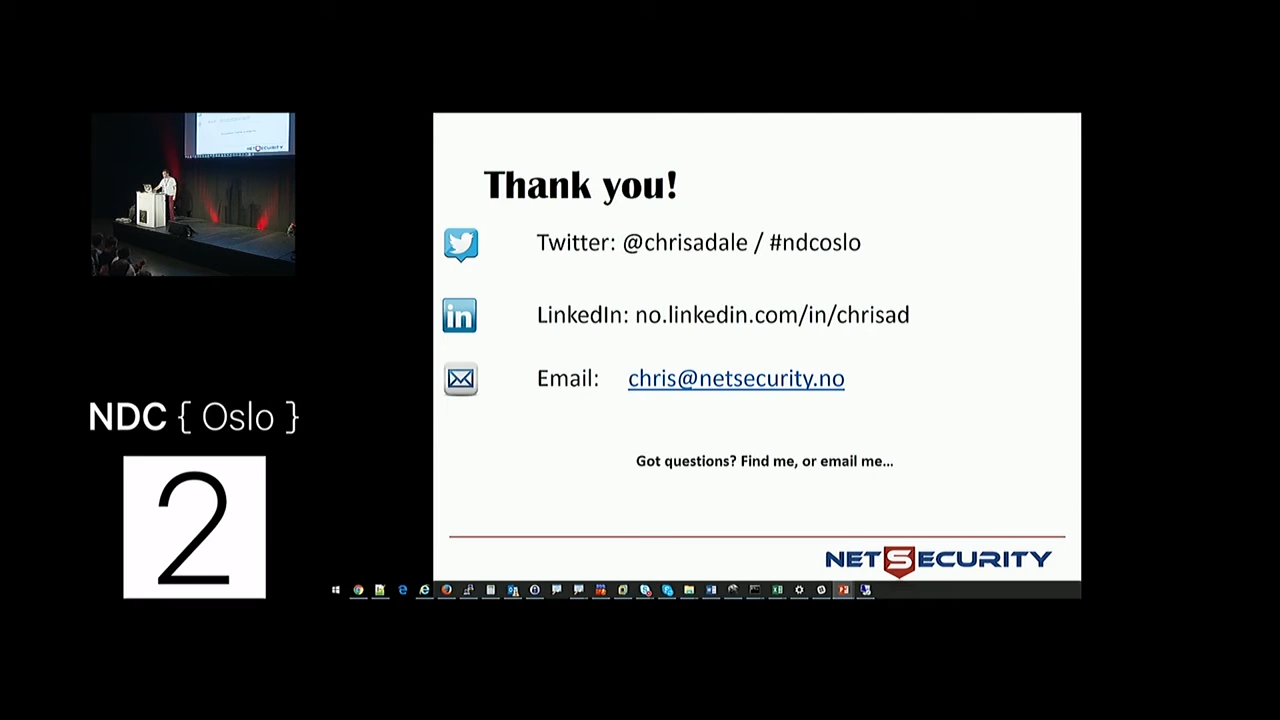 Thank you!
Twitter: @chrisadale / #ndcoslo
LinkedIn: no.linkedin.com/in/chrisad
Email: chris@netsecurity.no
Got questions? Find me, or email me...
NETSECURITY
NDC { Oslo }
2